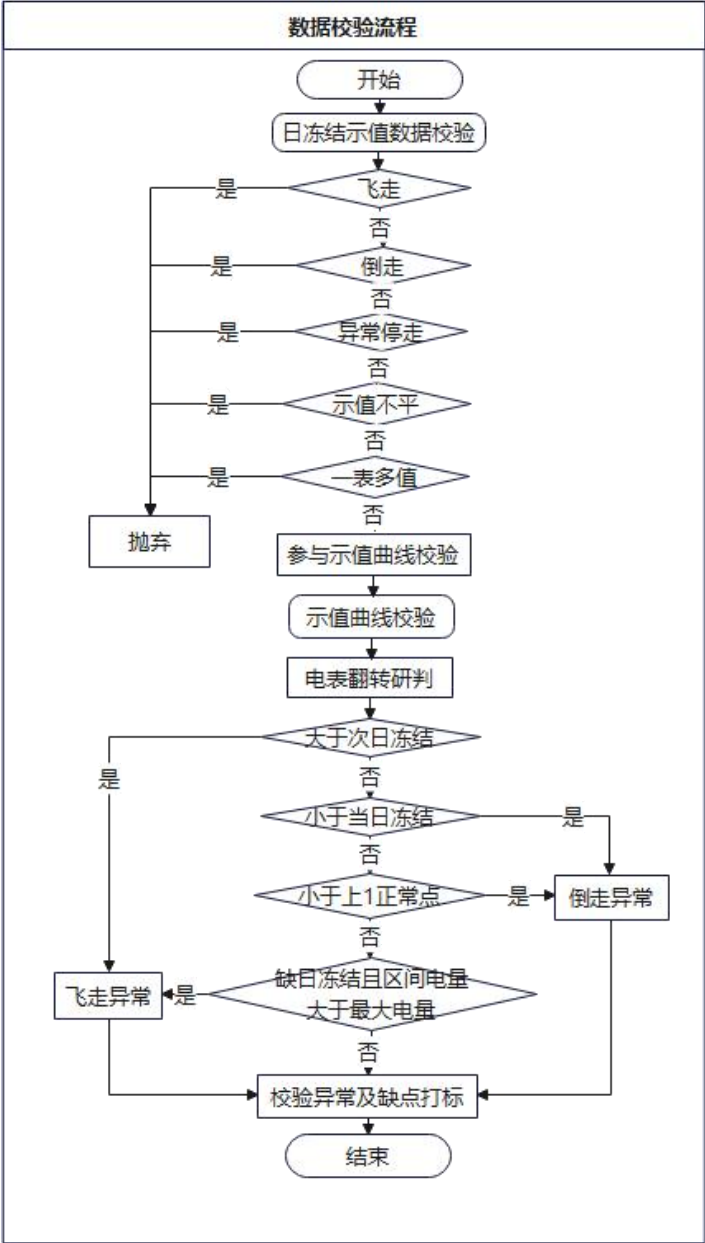 数据校验流程
开始
日冻结示值数据校验
飞走
是
否
倒走
是
否
异常停走
是
否
示值不平
是
否
一表多值
是
否
抛弃
参与示值曲线校验
示值曲线校验
电表翻转研判
大于次日冻结
是
否
小于当日冻结
是
否
小于上1正常点
是
倒走异常
否
缺日冻结且区间电量
大于最大电量
是
飞走异常
否
校验异常及缺点打标
结束